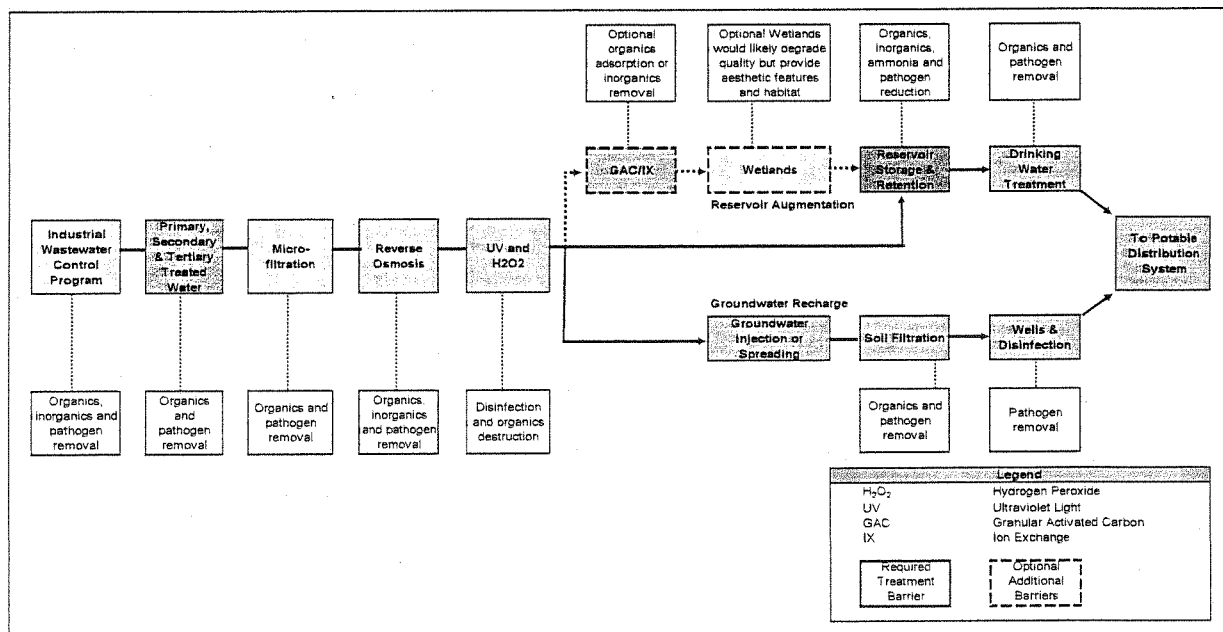 Optional
organics
adsorption or
inorganics
removal
Optional Wetlands
would likely degrade
quality but provide
aesthetic features
and habitat
Organics,
inorganics,
ammonia and
pathogen
reduction
Organics and
pathogen
removal
GAC/IX
Wetlands
Reservoir
Storage &
Retention
Drinking
Water
Treatment
Reservoir Augmentation
Industrial
Wastewater
Control
Program
Primary,
Secondary
& Tertiary
Treated
Water
Micro-
filtration
Reverse
Osmosis
UV and
H2O2
To Potable
Distribution
System
Groundwater Recharge
Groundwater
Injection or
Spreading
Soil Filtration
Wells &
Disinfection
Organics,
inorganics and
pathogen
removal
Organics
and
pathogen
removal
Organics and
pathogen
removal
Organics,
inorganics
and pathogen
removal
Disinfection
and organics
destruction
Organics and
pathogen
removal
Pathogen
removal
Legend
H₂O₂ Hydrogen Peroxide
UV Ultraviolet Light
GAC Granular Activated Carbon
IX Ion Exchange
Required
Treatment
Barrier
Optional
Additional
Barriers